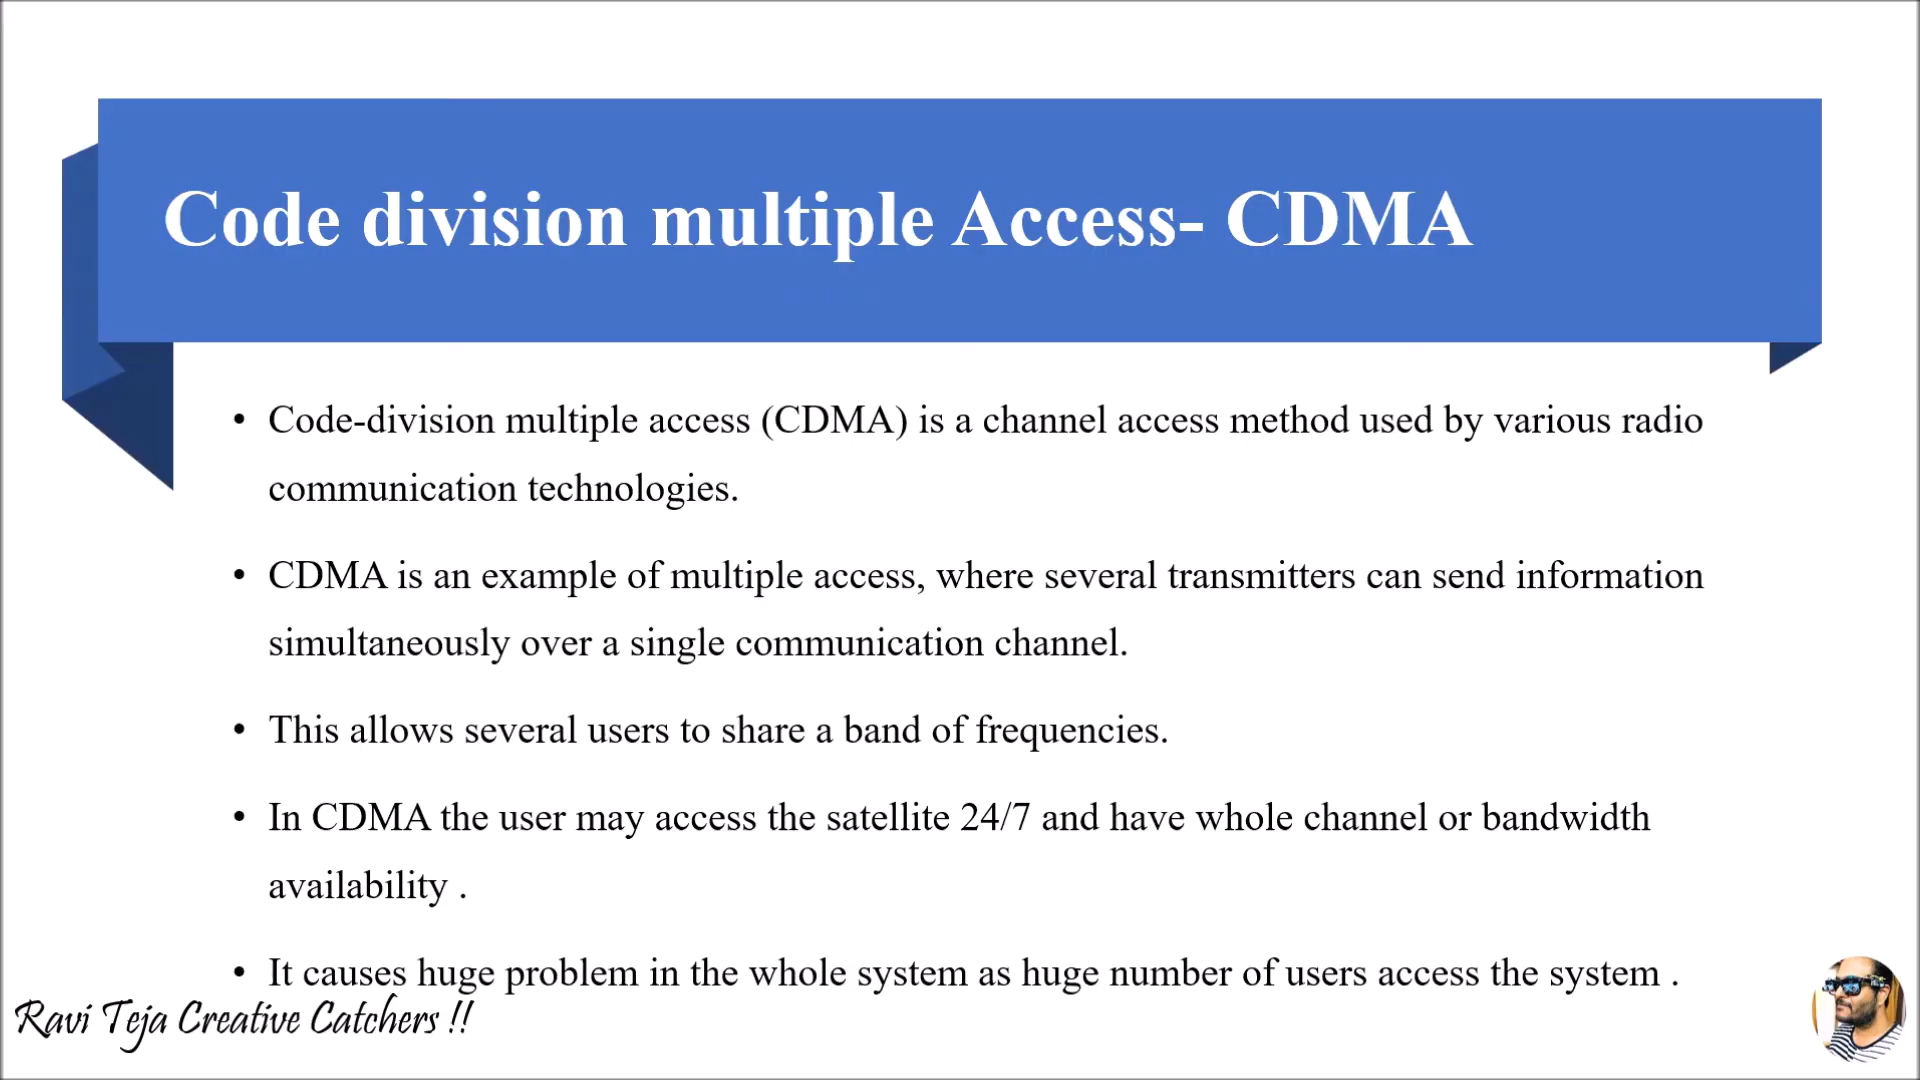 Code division multiple Access- CDMA
• Code-division multiple access (CDMA) is a channel access method used by various radio
communication technologies.
• CDMA is an example of multiple access, where several transmitters can send information
simultaneously over a single communication channel.
• This allows several users to share a band of frequencies.
• In CDMA the user may access the satellite 24/7 and have whole channel or bandwidth
availability .
• It causes huge problem in the whole system as huge number of users access the system .
Ravi Teja Creative Catchers !!